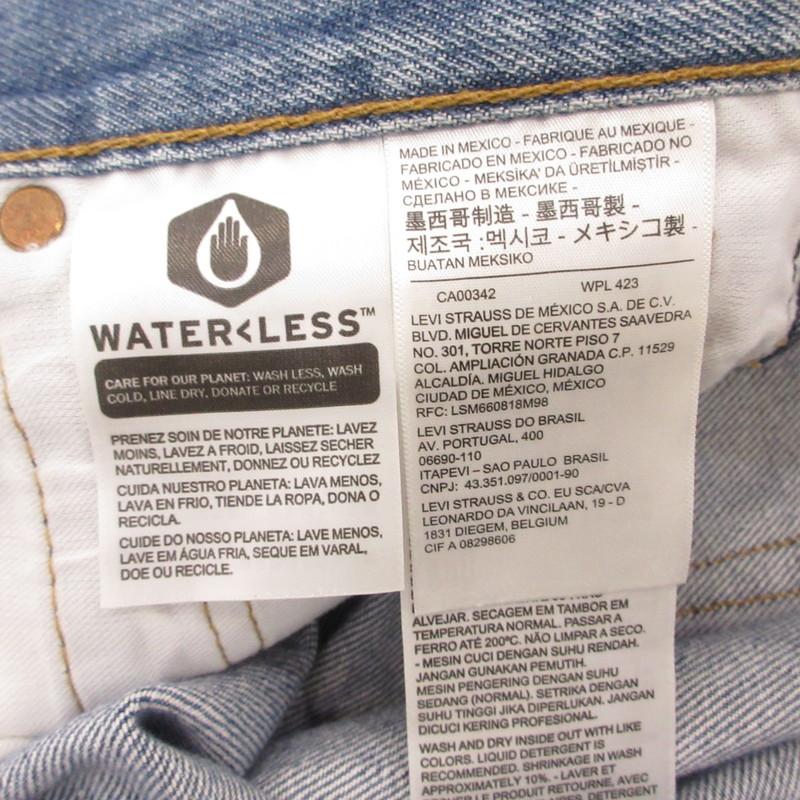 WATER<LESS™
CARE FOR OUR PLANET: WASH LESS, WASH
COLD, LINE DRY, DONATE OR RECYCLE
PRENEZ SOIN DE NOTRE PLANETE: LAVEZ
MOINS, LAVEZ A FROID, LAISSEZ SECHER
NATURELLEMENT, DONNEZ OU RECYCLEZ
CUIDA NUESTRO PLANETA: LAVA MENOS,
LAVA EN FRIO, TIENDE LA ROPA, DONA O
RECICLA.
CUIDE DO NOSSO PLANETA: LAVE MENOS,
LAVE EM ÁGUA FRIA, SEQUE EM VARAL,
DOE OU RECICLE.
MADE IN MEXICO - FABRIQUE AU MEXIQUE -
FABRICADO EN MEXICO - FABRICADO NO
MÉXICO - MEKSİKA' DA ÜRETİLMİŞTİR -
СДЕЛАНО В МЕКСИКЕ -
墨西哥制造 - 墨西哥製 -
제조국 :멕시코 - メキシコ製 -
BUATAN MEKSIKO
CA00342 WPL 423
LEVI STRAUSS DE MÉXICO S.A. DE C.V.
BLVD. MIGUEL DE CERVANTES SAAVEDRA
NO. 301, TORRE NORTE PISO 7
COL. AMPLIACIÓN GRANADA C.P. 11529
ALCALDÍA. MIGUEL HIDALGO
CIUDAD DE MÉXICO, MÉXICO
RFC: LSM660818M98
LEVI STRAUSS DO BRASIL
AV. PORTUGAL, 400
06690-110
ITAPEVI – SAO PAULO BRASIL
CNPJ: 43.351.097/0001-90
LEVI STRAUSS & CO. EU SCA/CVA
LEONARDO DA VINCILAAN, 19 - D
1831 DIEGEM, BELGIUM
CIF A 08298606
ALVEJAR. SECAGEM EM TAMBOR EM
TEMPERATURA NORMAL. PASSAR A
FERRO ATÉ 200ºC. NÃO LIMPAR A SECO.
- MESIN CUCI DENGAN SUHU RENDAH.
JANGAN GUNAKAN PEMUTIH.
MESIN PENGERING DENGAN SUHU
SEDANG (NORMAL). SETRIKA DENGAN
SUHU TINGGI JIKA DIPERLUKAN. JANGAN
DICUCI KERING PROFESIONAL.
WASH AND DRY INSIDE OUT WITH LIKE
COLORS. LIQUID DETERGENT IS
RECOMMENDED. SHRINKAGE IN WASH
APPROXIMATELY 10%. - LAVER ET
SÉCHER LE PRODUIT RETOURNÉ, AVEC